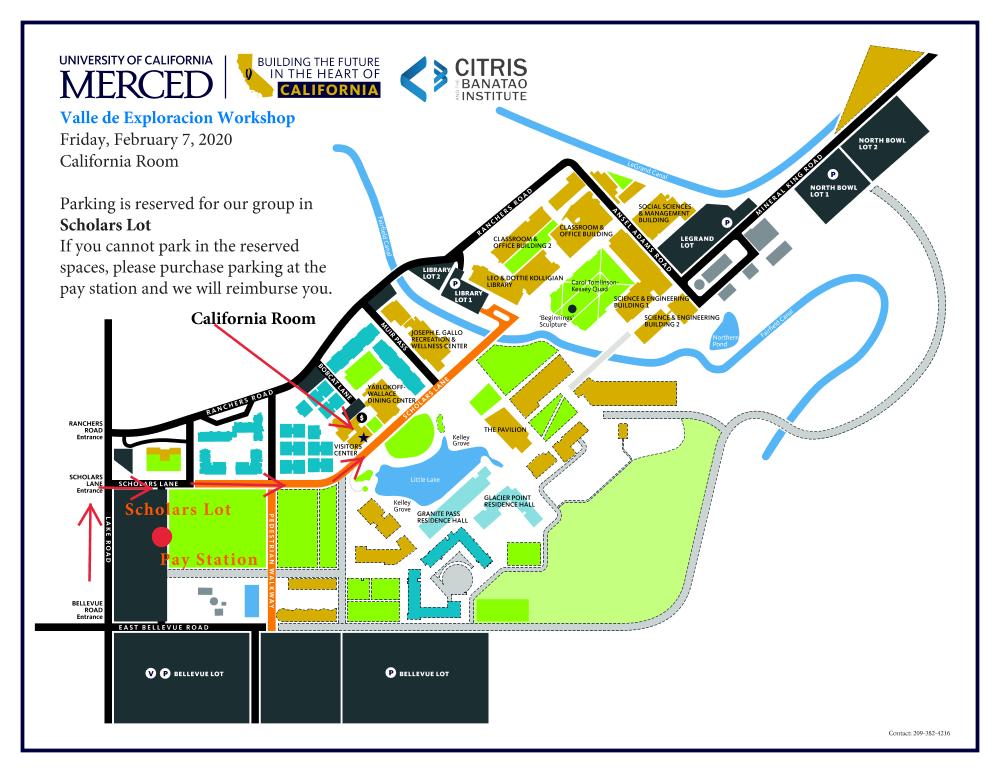 UNIVERSITY OF CALIFORNIA
MERCED
BUILDING THE FUTURE
IN THE HEART OF
CALIFORNIA
CITRIS
AND THE
BANATAO
INSTITUTE
Valle de Exploracion Workshop
Friday, February 7, 2020
California Room
Parking is reserved for our group in
Scholars Lot
If you cannot park in the reserved
spaces, please purchase parking at the
pay station and we will reimburse you.
California Room
LeGrand Canal
Fairfield Canal
NORTH BOWL
LOT 2
P
NORTH BOWL
LOT 1
MINERAL KING ROAD
RANCHERS ROAD
ANSEL ADAMS ROAD
SOCIAL SCIENCES
& MANAGEMENT
BUILDING
P
LEGRAND
LOT
CLASSROOM &
OFFICE BUILDING
CLASSROOM &
OFFICE BUILDING 2
LIBRARY
LOT 2
P
LIBRARY
LOT 1
LEO & DOTTIE KOLLIGIAN
LIBRARY
Carol Tomlinson-
Keasey Quad
'Beginnings'
Sculpture
SCIENCE & ENGINEERING
BUILDING 1
SCIENCE & ENGINEERING
BUILDING 2
Northern
Pond
Fairfield Canal
JOSEPH E. GALLO
RECREATION &
WELLNESS CENTER
MUIR PASS
BOBCAT LANE
YABLOKOFF-
WALLACE
DINING CENTER
SCHOLARS LANE
$
VISITORS
CENTER
RANCHERS ROAD
RANCHERS
ROAD
Entrance
THE PAVILION
Kelley
Grove
Little Lake
SCHOLARS
LANE
Entrance
SCHOLARS LANE
Kelley
Grove
GLACIER POINT
RESIDENCE HALL
GRANITE PASS
RESIDENCE HALL
Scholars Lot
LAKE ROAD
Pay Station
PEDESTRIAN WALKWAY
BELLEVUE
ROAD
Entrance
EAST BELLEVUE ROAD
V P BELLEVUE LOT
P BELLEVUE LOT
Contact: 209-382-4216